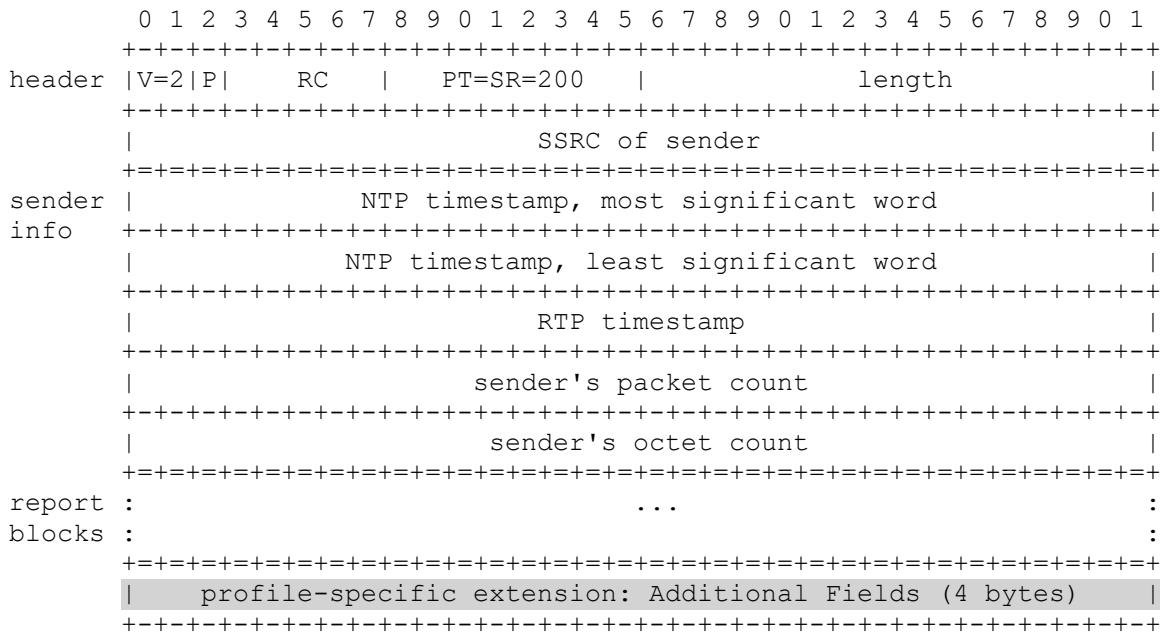 0 1 2 3 4 5 6 7 8 9 0 1 2 3 4 5 6 7 8 9 0 1 2 3 4 5 6 7 8 9 0 1
       +-+-+-+-+-+-+-+-+-+-+-+-+-+-+-+-+-+-+-+-+-+-+-+-+-+-+-+-+-+-+-+-+
header |V=2|P|    RC   |   PT=SR=200   |             length            |
       +-+-+-+-+-+-+-+-+-+-+-+-+-+-+-+-+-+-+-+-+-+-+-+-+-+-+-+-+-+-+-+-+
       |                         SSRC of sender                        |
       +=+=+=+=+=+=+=+=+=+=+=+=+=+=+=+=+=+=+=+=+=+=+=+=+=+=+=+=+=+=+=+=+
sender |              NTP timestamp, most significant word             |
info   +-+-+-+-+-+-+-+-+-+-+-+-+-+-+-+-+-+-+-+-+-+-+-+-+-+-+-+-+-+-+-+-+
       |             NTP timestamp, least significant word             |
       +-+-+-+-+-+-+-+-+-+-+-+-+-+-+-+-+-+-+-+-+-+-+-+-+-+-+-+-+-+-+-+-+
       |                         RTP timestamp                         |
       +-+-+-+-+-+-+-+-+-+-+-+-+-+-+-+-+-+-+-+-+-+-+-+-+-+-+-+-+-+-+-+-+
       |                     sender's packet count                     |
       +-+-+-+-+-+-+-+-+-+-+-+-+-+-+-+-+-+-+-+-+-+-+-+-+-+-+-+-+-+-+-+-+
       |                      sender's octet count                     |
       +=+=+=+=+=+=+=+=+=+=+=+=+=+=+=+=+=+=+=+=+=+=+=+=+=+=+=+=+=+=+=+=+
report :                               ...                             :
blocks :                                                               :
       +=+=+=+=+=+=+=+=+=+=+=+=+=+=+=+=+=+=+=+=+=+=+=+=+=+=+=+=+=+=+=+=+
       |    profile-specific extension: Additional Fields (4 bytes)    |
       +-+-+-+-+-+-+-+-+-+-+-+-+-+-+-+-+-+-+-+-+-+-+-+-+-+-+-+-+-+-+-+-+